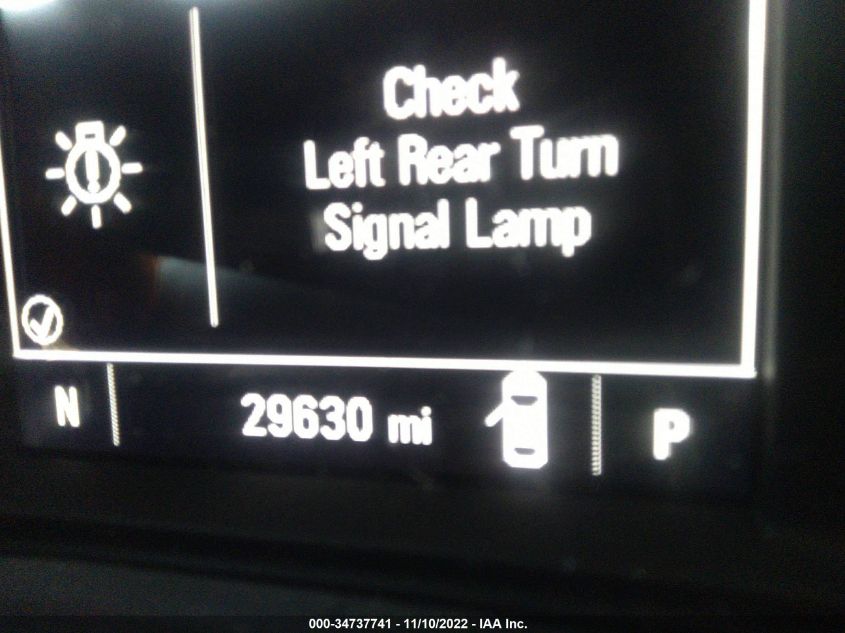 Check
Left Rear Turn
Signal Lamp
N 29630 mi P
000-34737741 - 11/10/2022 - IAA Inc.